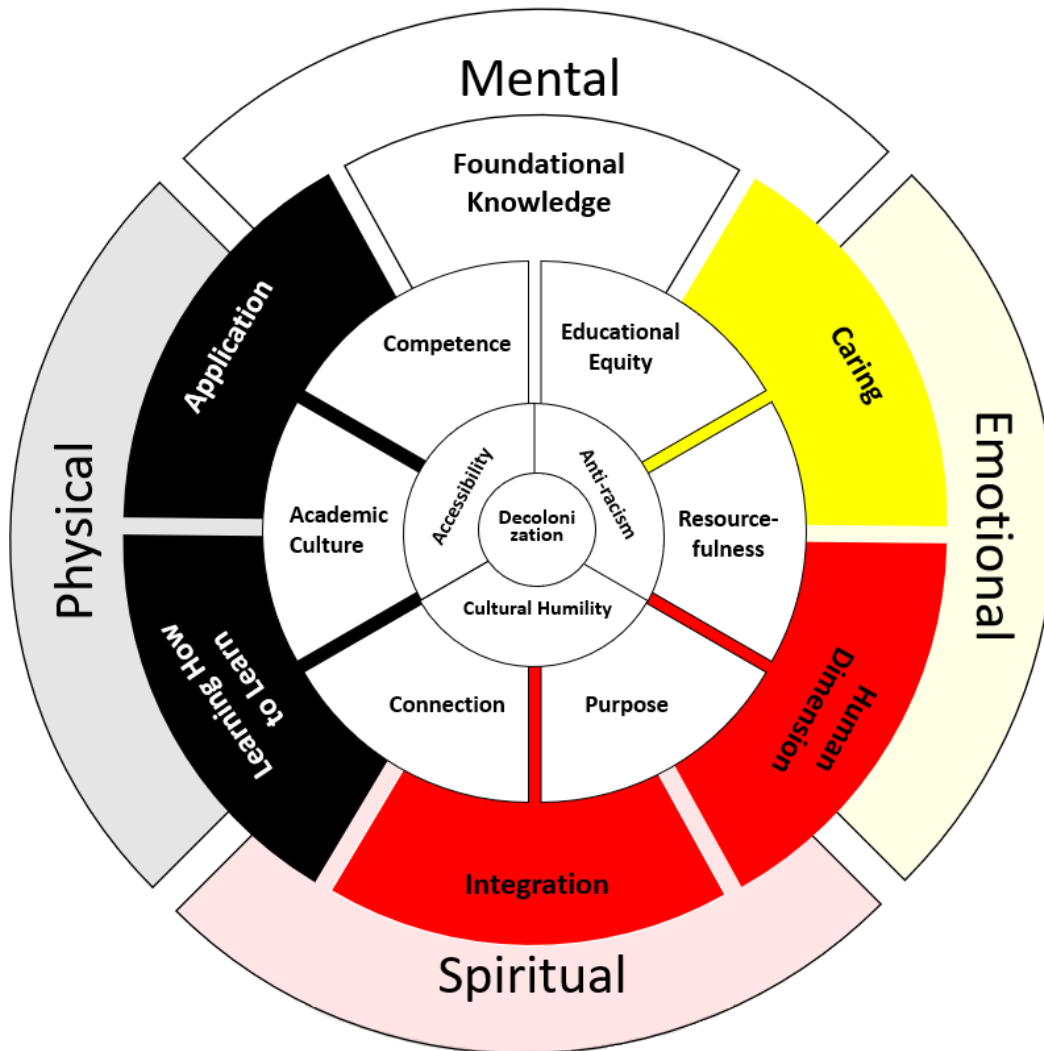 Mental
Foundational
Knowledge
Application
Caring
Competence
Educational
Equity
Physical
Emotional
Academic
Culture
Accessibility
Anti-racism
Resource-
fulness
Decoloni
zation
Cultural Humility
Learning How
to Learn
Connection
Purpose
Human
Dimension
Integration
Spiritual